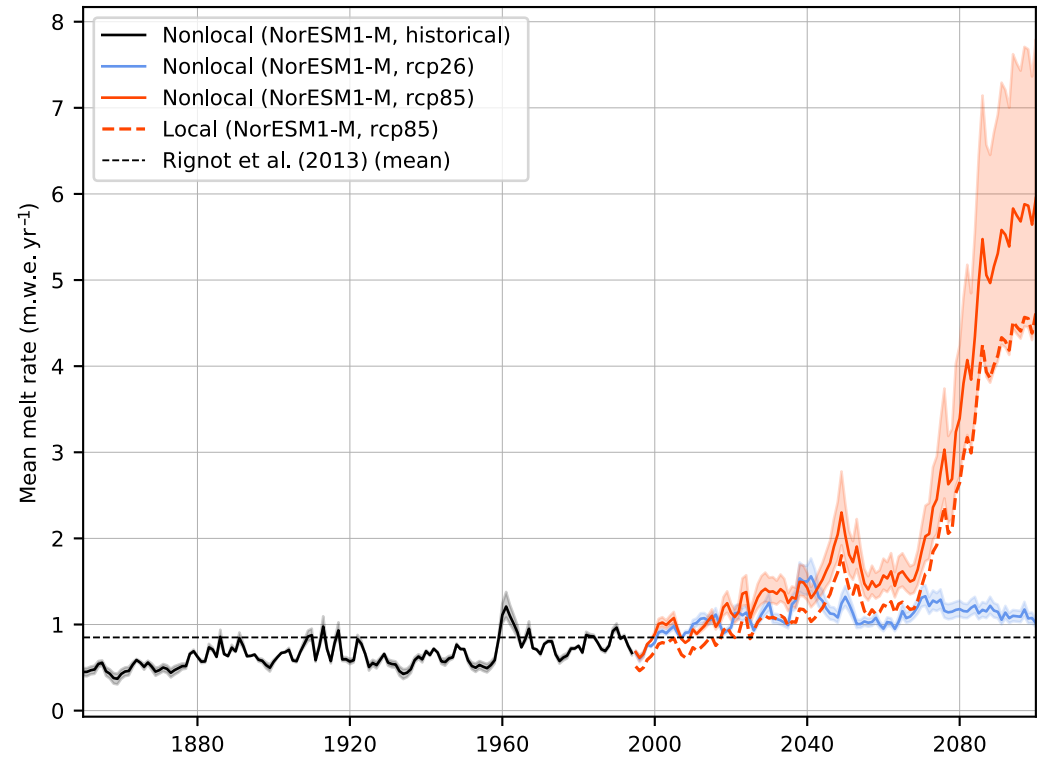 8
7
6
5
4
3
2
1
0
Mean melt rate (m.w.e. yr⁻¹)
Nonlocal (NorESM1-M, historical)
Nonlocal (NorESM1-M, rcp26)
Nonlocal (NorESM1-M, rcp85)
Local (NorESM1-M, rcp85)
Rignot et al. (2013) (mean)
1880 1920 1960 2000 2040 2080